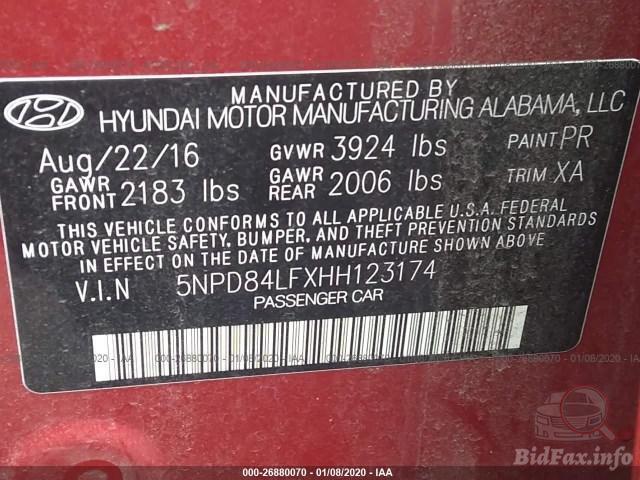 MANUFACTURED BY
HYUNDAI MOTOR MANUFACTURING ALABAMA, LLC
Aug/22/16 GVWR 3924 lbs PAINT PR
GAWR FRONT 2183 lbs GAWR REAR 2006 lbs TRIM XA
THIS VEHICLE CONFORMS TO ALL APPLICABLE U.S.A. FEDERAL
MOTOR VEHICLE SAFETY, BUMPER, AND THEFT PREVENTION STANDARDS
IN EFFECT ON THE DATE OF MANUFACTURE SHOWN ABOVE
V.I.N 5NPD84LFXHH123174
PASSENGER CAR
000-26880070 - 01/08/2020 - IAA
BidFax.info